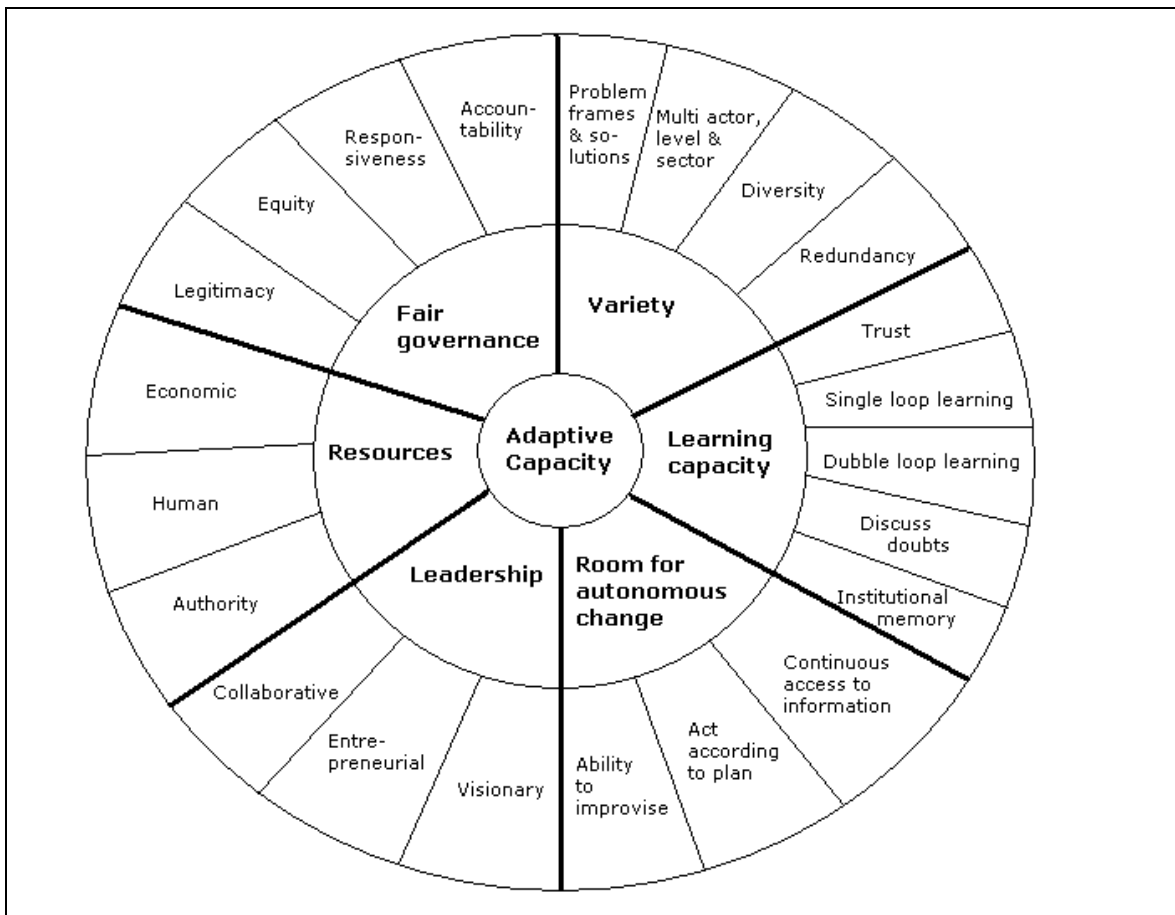 Adaptive
Capacity
Variety
Problem
frames
& so-
lutions
Multi actor,
level &
sector
Diversity
Redundancy
Learning
capacity
Trust
Single loop learning
Dubble loop learning
Discuss
doubts
Institutional
memory
Room for
autonomous
change
Continuous
access to
information
Act
according
to plan
Ability
to
improvise
Leadership
Visionary
Entre-
preneurial
Collaborative
Resources
Authority
Human
Economic
Fair
governance
Legitimacy
Equity
Respon-
siveness
Accoun-
tability